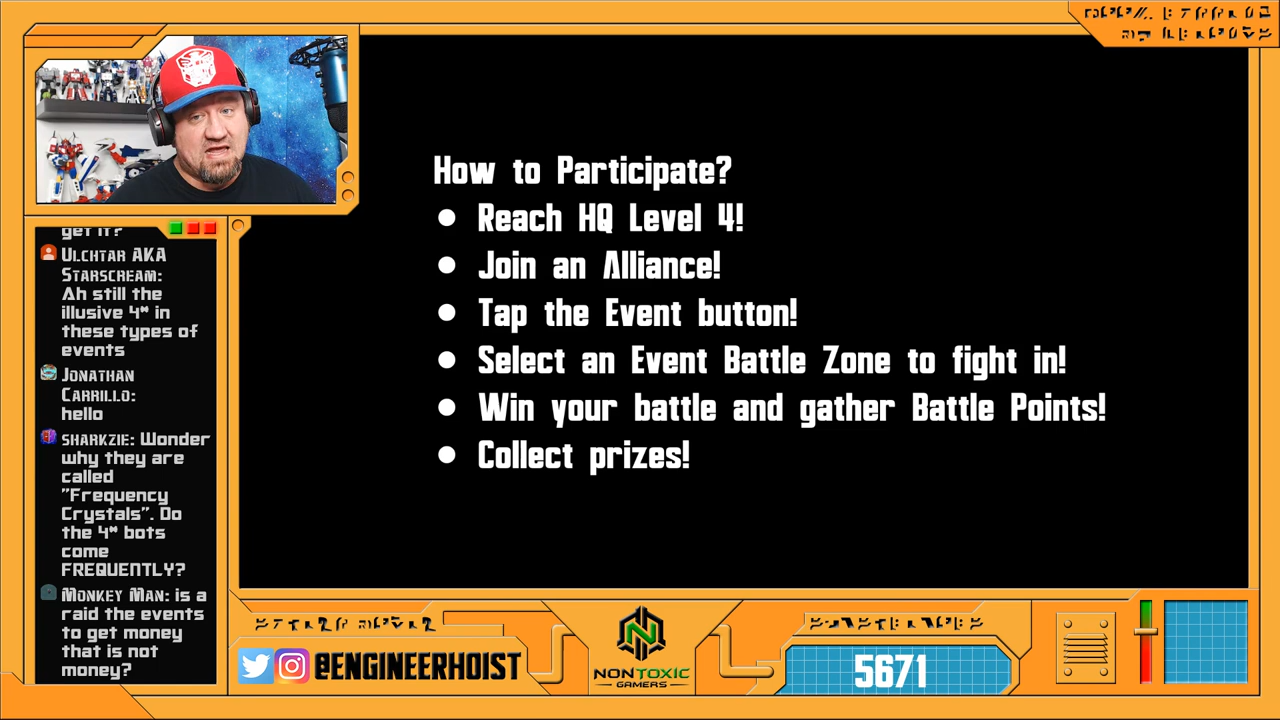 How to Participate?
• Reach HQ Level 4!
• Join an Alliance!
• Tap the Event button!
• Select an Event Battle Zone to fight in!
• Win your battle and gather Battle Points!
• Collect prizes!
get it?
Ulchtar AKA
Starscream:
Ah still the
illusive 4* in
these types of
events
Jonathan
Carrillo:
hello
sharkzie: Wonder
why they are
called
"Frequency
Crystals". Do
the 4* bots
come
FREQUENTLY?
Monkey Man: is a
raid the events
to get money
that is not
money?
@ENGINEERHOIST
NONTOXIC
GAMERS
5671